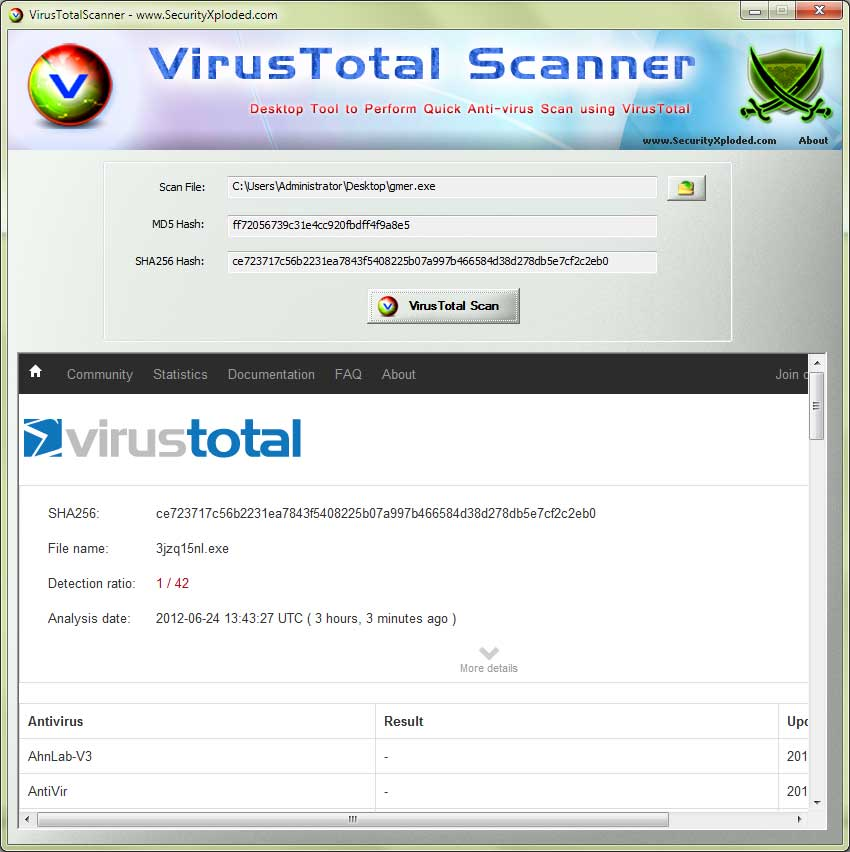 VirusTotalScanner - www.SecurityXploded.com
VirusTotal Scanner
Desktop Tool to Perform Quick Anti-virus Scan using VirusTotal
www.SecurityXploded.com About
Scan File: C:\Users\Administrator\Desktop\gmer.exe
MD5 Hash: ff72056739c31e4cc920fbdff4f9a8e5
SHA256 Hash: ce723717c56b2231ea7843f5408225b07a997b466584d38d278db5e7cf2c2eb0
VirusTotal Scan
Community Statistics Documentation FAQ About Join
virustotal
SHA256: ce723717c56b2231ea7843f5408225b07a997b466584d38d278db5e7cf2c2eb0
File name: 3jzq15nl.exe
Detection ratio: 1 / 42
Analysis date: 2012-06-24 13:43:27 UTC ( 3 hours, 3 minutes ago )
More details
Antivirus Result
AhnLab-V3 - 201
AntiVir - 201